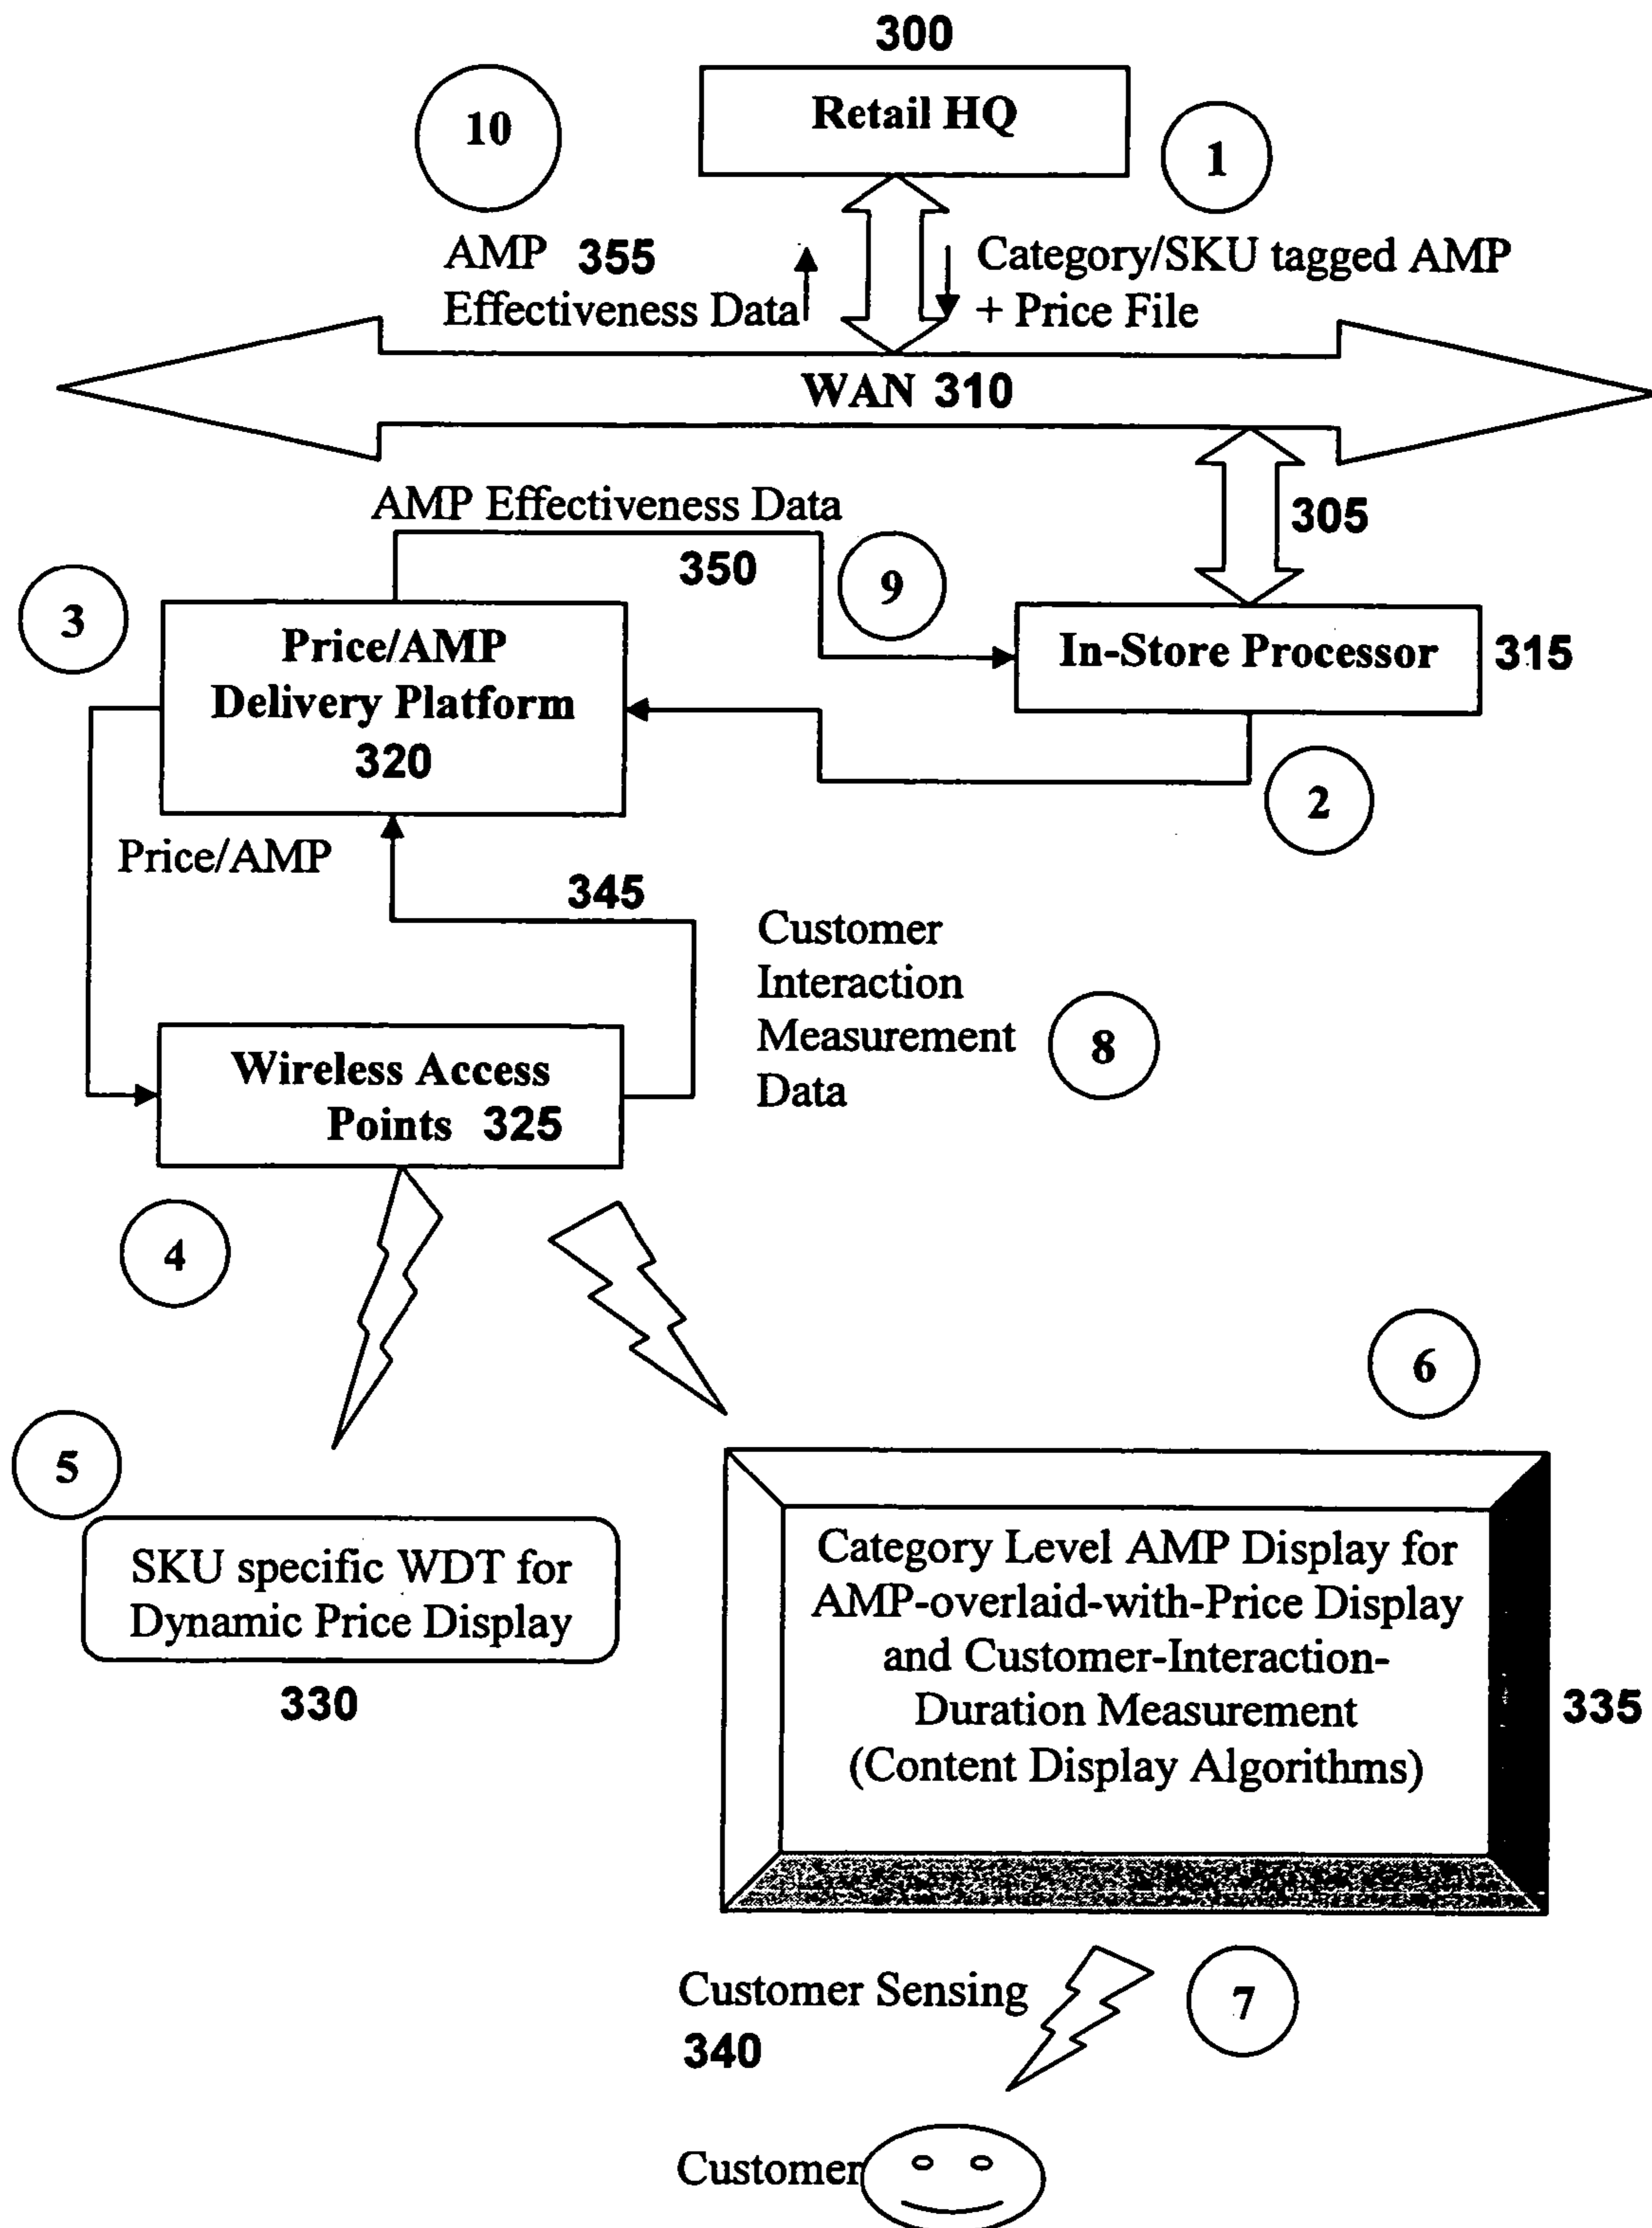 300
Retail HQ
10
1
AMP 355
Effectiveness Data
Category/SKU tagged AMP
+ Price File
WAN 310
AMP Effectiveness Data
350
305
9
3
Price/AMP
Delivery Platform
320
In-Store Processor
315
2
Price/AMP
345
Customer
Interaction
Measurement
Data
8
Wireless Access
Points 325
4
6
5
SKU specific WDT for
Dynamic Price Display
330
Category Level AMP Display for
AMP-overlaid-with-Price Display
and Customer-Interaction-
Duration Measurement
(Content Display Algorithms)
335
Customer Sensing
340
7
Customer